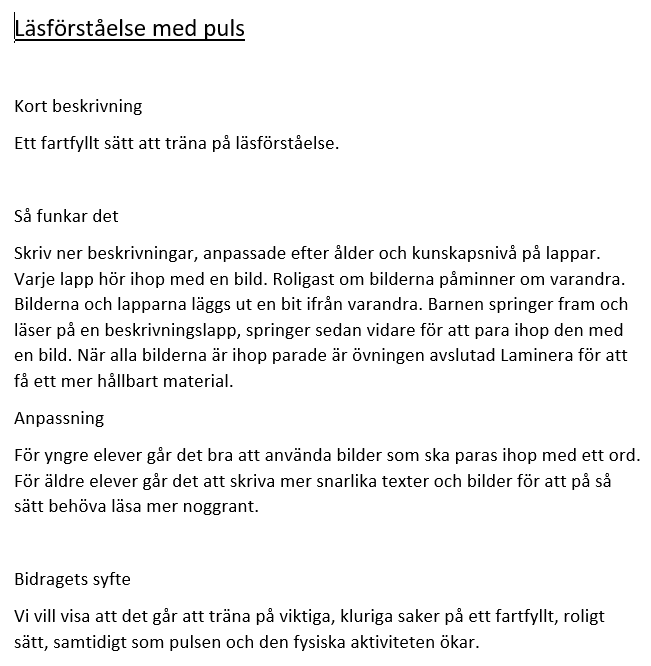 Läsförståelse med puls
Kort beskrivning
Ett fartfyllt sätt att träna på läsförståelse.
Så funkar det
Skriv ner beskrivningar, anpassade efter ålder och kunskapsnivå på lappar.
Varje lapp hör ihop med en bild. Roligast om bilderna påminner om varandra.
Bilderna och lapparna läggs ut en bit ifrån varandra. Barnen springer fram och
läser på en beskrivningslapp, springer sedan vidare för att para ihop den med
en bild. När alla bilderna är ihop parade är övningen avslutad Laminera för att
få ett mer hållbart material.
Anpassning
För yngre elever går det bra att använda bilder som ska paras ihop med ett ord.
För äldre elever går det att skriva mer snarlika texter och bilder för att på så
sätt behöva läsa mer noggrant.
Bidragets syfte
Vi vill visa att det går att träna på viktiga, kluriga saker på ett fartfyllt, roligt
sätt, samtidigt som pulsen och den fysiska aktiviteten ökar.